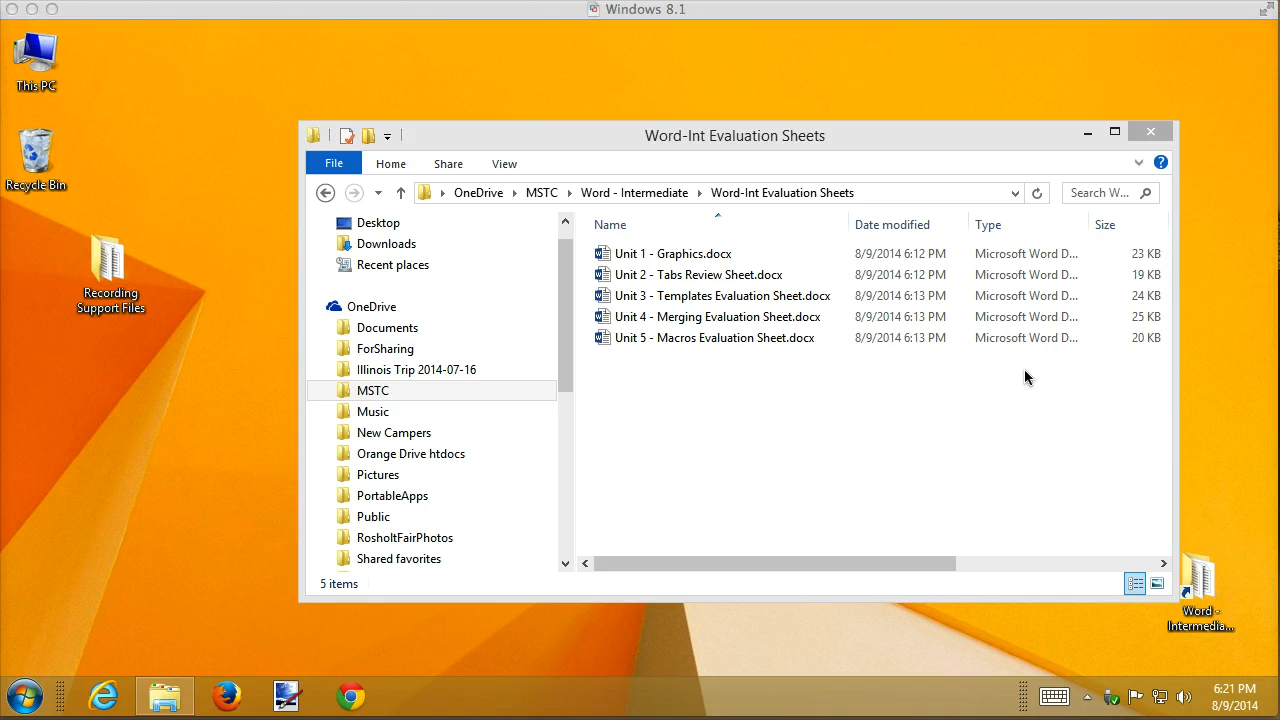 Windows 8.1
This PC
Recycle Bin
Recording
Support Files
Word-Int Evaluation Sheets
File Home Share View
OneDrive MSTC Word - Intermediate Word-Int Evaluation Sheets Search W...
Desktop
Downloads
Recent places
OneDrive
Documents
ForSharing
Illinois Trip 2014-07-16
MSTC
Music
New Campers
Orange Drive htdocs
Pictures
PortableApps
Public
RosholtFairPhotos
Shared favorites
Name Date modified Type Size
Unit 1 - Graphics.docx 8/9/2014 6:12 PM Microsoft Word D... 23 KB
Unit 2 - Tabs Review Sheet.docx 8/9/2014 6:12 PM Microsoft Word D... 19 KB
Unit 3 - Templates Evaluation Sheet.docx 8/9/2014 6:13 PM Microsoft Word D... 24 KB
Unit 4 - Merging Evaluation Sheet.docx 8/9/2014 6:13 PM Microsoft Word D... 25 KB
Unit 5 - Macros Evaluation Sheet.docx 8/9/2014 6:13 PM Microsoft Word D... 20 KB
5 items
Word -
Intermedia...
6:21 PM
8/9/2014